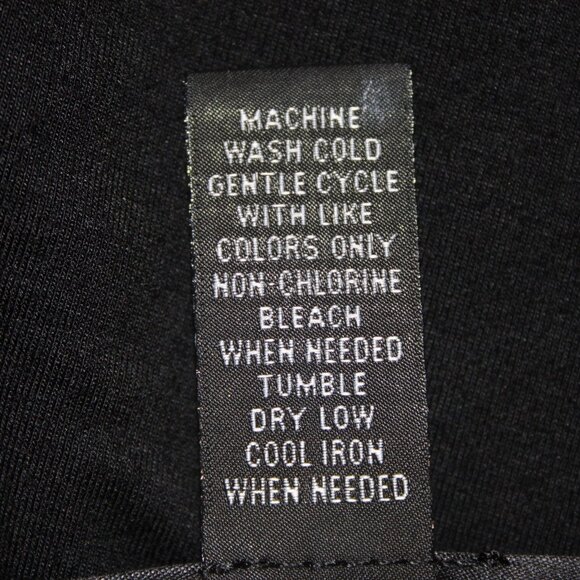 MACHINE
WASH COLD
GENTLE CYCLE
WITH LIKE
COLORS ONLY
NON-CHLORINE
BLEACH
WHEN NEEDED
TUMBLE
DRY LOW
COOL IRON
WHEN NEEDED